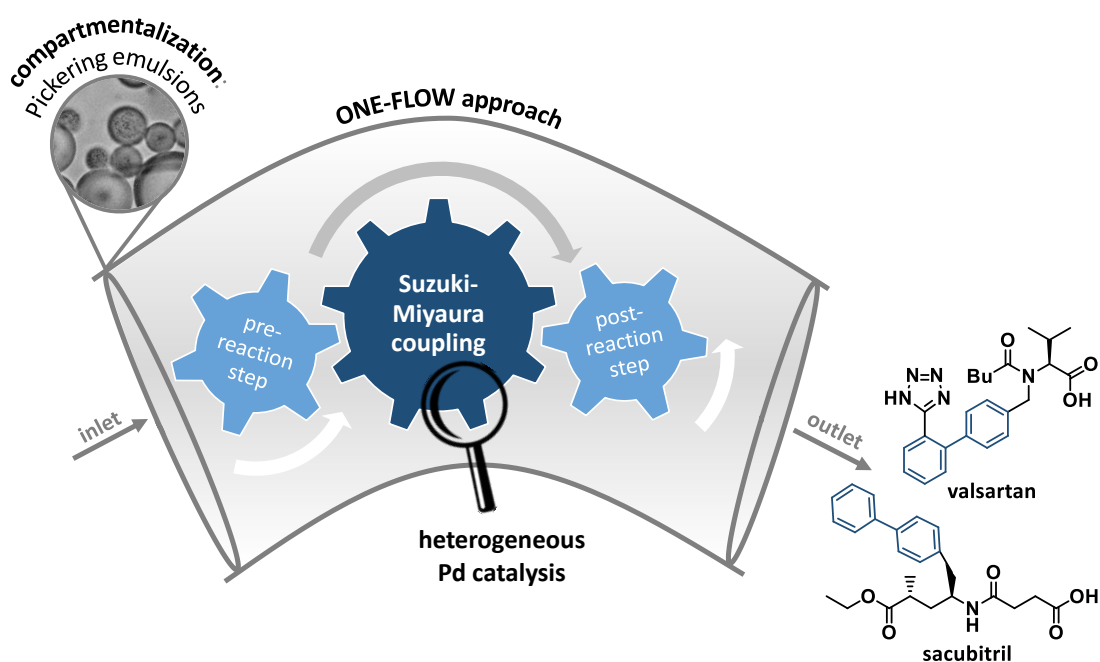 compartmentalization:
Pickering emulsions
ONE-FLOW approach
pre-
reaction
step
Suzuki-
Miyaura
coupling
post-
reaction
step
inlet
outlet
heterogeneous
Pd catalysis
O
Bu
N
O
OH
N N
HN N
valsartan
O
O
N
H
O
O
OH
sacubitril